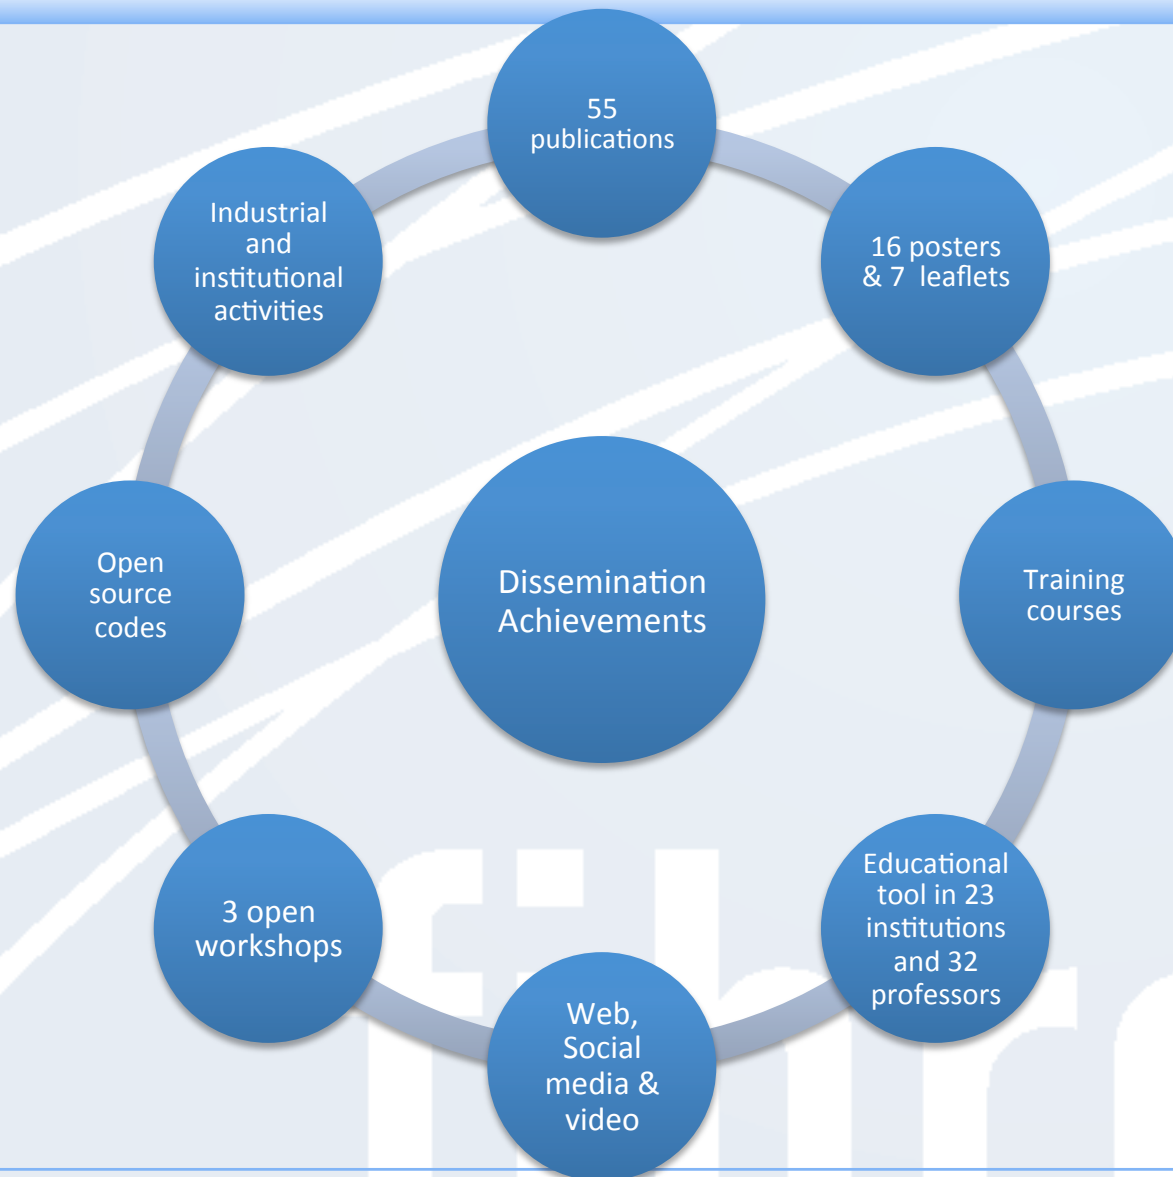 55
publications
16 posters
& 7 leaflets
Training
courses
Educational
tool in 23
institutions
and 32
professors
Web,
Social
media &
video
3 open
workshops
Open
source
codes
Industrial
and
institutional
activities
Dissemination
Achievements